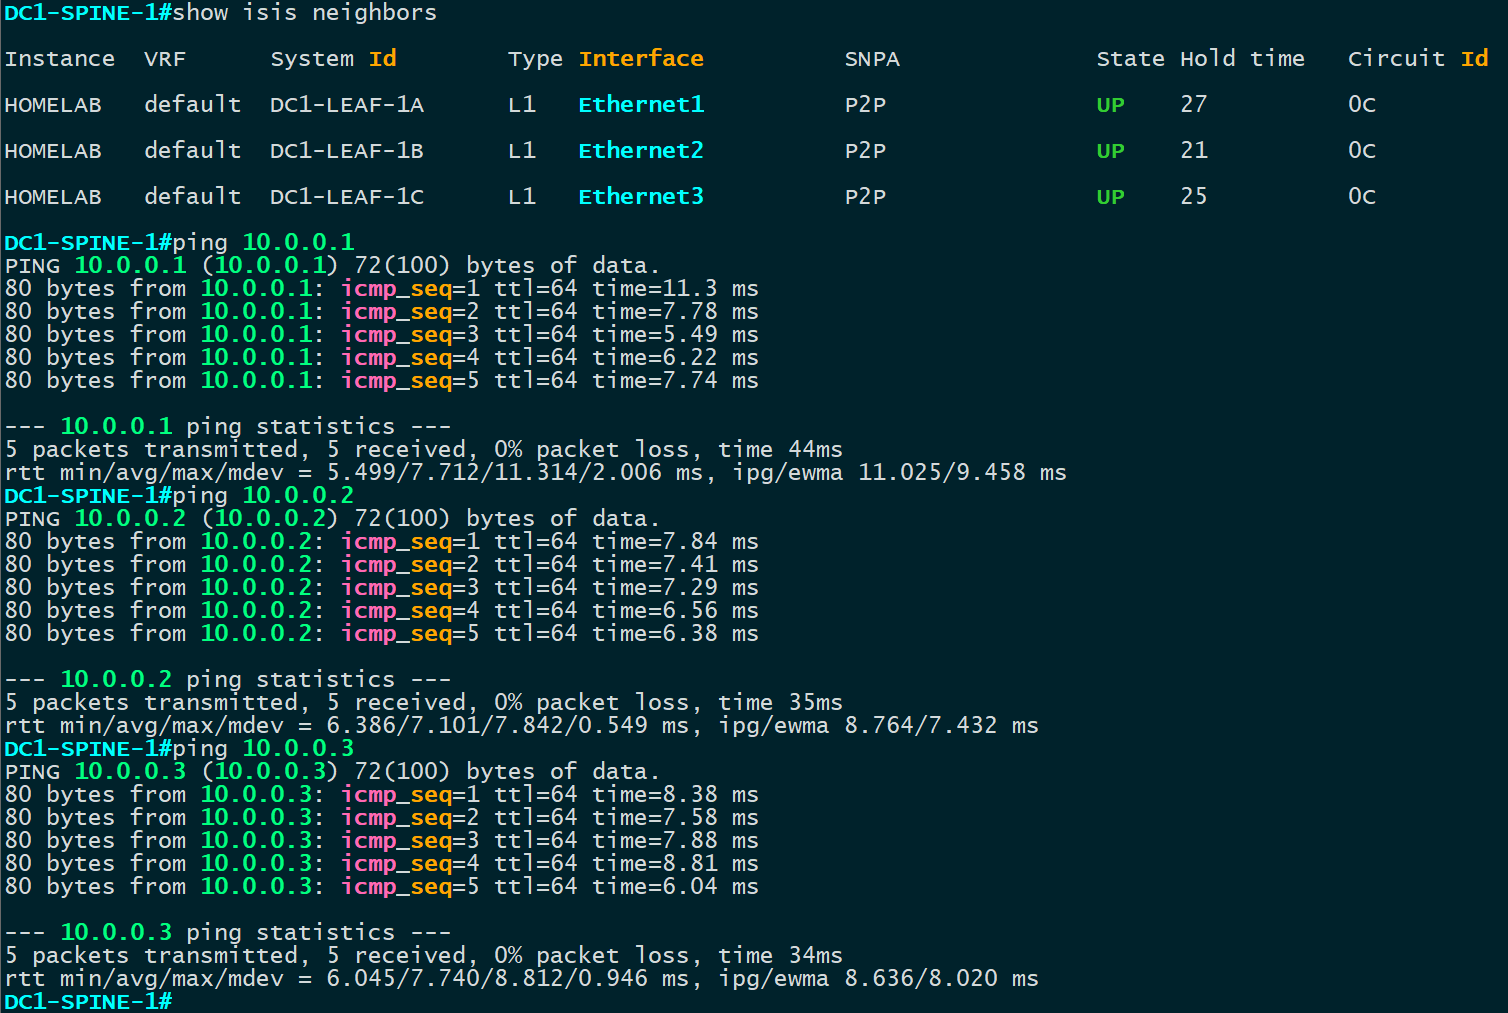 DC1-SPINE-1#show isis neighbors
Instance VRF System Id Type Interface SNPA State Hold time Circuit Id
HOMELAB default DC1-LEAF-1A L1 Ethernet1 P2P UP 27 0C
HOMELAB default DC1-LEAF-1B L1 Ethernet2 P2P UP 21 0C
HOMELAB default DC1-LEAF-1C L1 Ethernet3 P2P UP 25 0C
DC1-SPINE-1#ping 10.0.0.1
PING 10.0.0.1 (10.0.0.1) 72(100) bytes of data.
80 bytes from 10.0.0.1: icmp_seq=1 ttl=64 time=11.3 ms
80 bytes from 10.0.0.1: icmp_seq=2 ttl=64 time=7.78 ms
80 bytes from 10.0.0.1: icmp_seq=3 ttl=64 time=5.49 ms
80 bytes from 10.0.0.1: icmp_seq=4 ttl=64 time=6.22 ms
80 bytes from 10.0.0.1: icmp_seq=5 ttl=64 time=7.74 ms
--- 10.0.0.1 ping statistics ---
5 packets transmitted, 5 received, 0% packet loss, time 44ms
rtt min/avg/max/mdev = 5.499/7.712/11.314/2.006 ms, ipg/ewma 11.025/9.458 ms
DC1-SPINE-1#ping 10.0.0.2
PING 10.0.0.2 (10.0.0.2) 72(100) bytes of data.
80 bytes from 10.0.0.2: icmp_seq=1 ttl=64 time=7.84 ms
80 bytes from 10.0.0.2: icmp_seq=2 ttl=64 time=7.41 ms
80 bytes from 10.0.0.2: icmp_seq=3 ttl=64 time=7.29 ms
80 bytes from 10.0.0.2: icmp_seq=4 ttl=64 time=6.56 ms
80 bytes from 10.0.0.2: icmp_seq=5 ttl=64 time=6.38 ms
--- 10.0.0.2 ping statistics ---
5 packets transmitted, 5 received, 0% packet loss, time 35ms
rtt min/avg/max/mdev = 6.386/7.101/7.842/0.549 ms, ipg/ewma 8.764/7.432 ms
DC1-SPINE-1#ping 10.0.0.3
PING 10.0.0.3 (10.0.0.3) 72(100) bytes of data.
80 bytes from 10.0.0.3: icmp_seq=1 ttl=64 time=8.38 ms
80 bytes from 10.0.0.3: icmp_seq=2 ttl=64 time=7.58 ms
80 bytes from 10.0.0.3: icmp_seq=3 ttl=64 time=7.88 ms
80 bytes from 10.0.0.3: icmp_seq=4 ttl=64 time=8.81 ms
80 bytes from 10.0.0.3: icmp_seq=5 ttl=64 time=6.04 ms
--- 10.0.0.3 ping statistics ---
5 packets transmitted, 5 received, 0% packet loss, time 34ms
rtt min/avg/max/mdev = 6.045/7.740/8.812/0.946 ms, ipg/ewma 8.636/8.020 ms
DC1-SPINE-1#